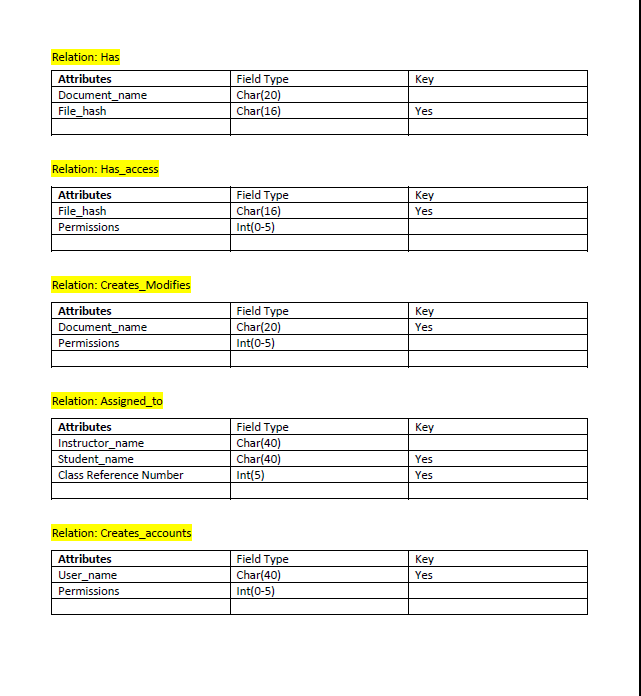 Relation: Has
Attributes Field Type Key
Document_name Char(20)
File_hash Char(16) Yes
Relation: Has_access
Attributes Field Type Key
File_hash Char(16) Yes
Permissions Int(0-5)
Relation: Creates_Modifies
Attributes Field Type Key
Document_name Char(20) Yes
Permissions Int(0-5)
Relation: Assigned_to
Attributes Field Type Key
Instructor_name Char(40)
Student_name Char(40) Yes
Class Reference Number Int(5) Yes
Relation: Creates_accounts
Attributes Field Type Key
User_name Char(40) Yes
Permissions Int(0-5)